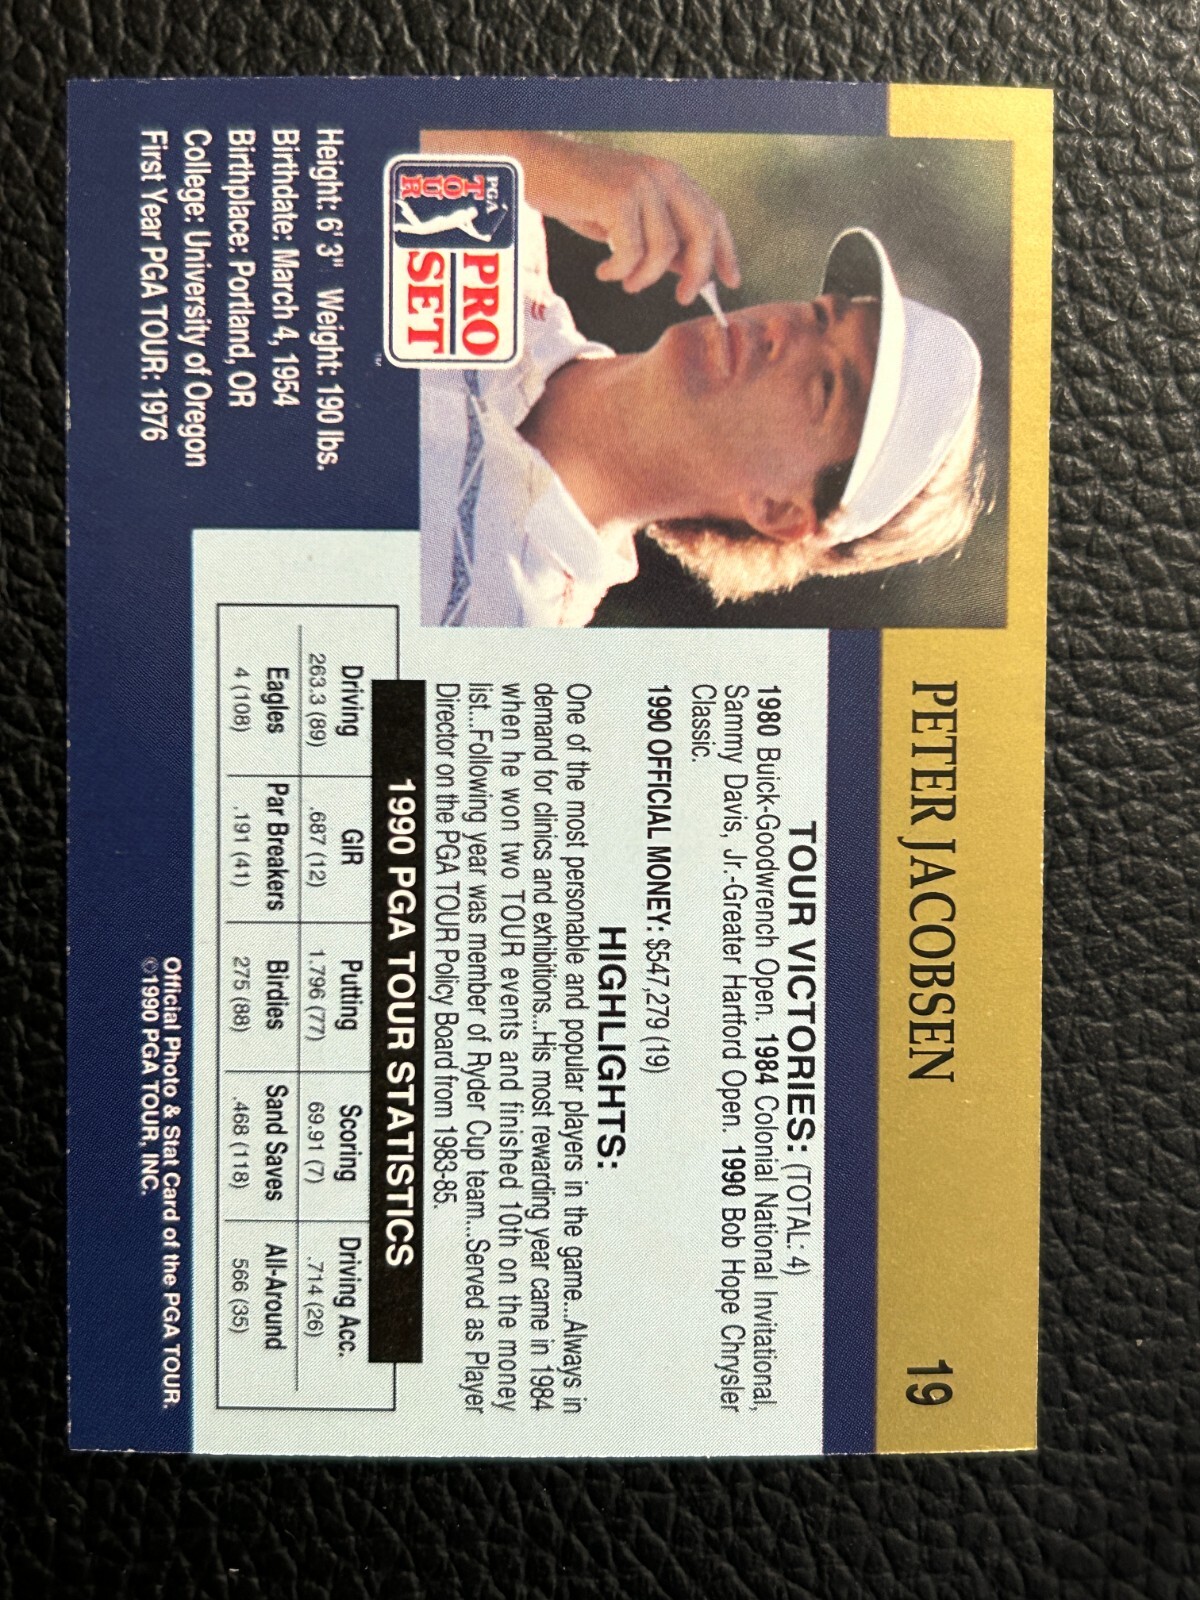 PETER JACOBSEN 19
PGA
TOUR
PRO
SET
™
Height: 6' 3" Weight: 190 lbs.
Birthdate: March 4, 1954
Birthplace: Portland, OR
College: University of Oregon
First Year PGA TOUR: 1976
TOUR VICTORIES: (TOTAL: 4)
1980 Buick-Goodwrench Open. 1984 Colonial National Invitational,
Sammy Davis, Jr.-Greater Hartford Open. 1990 Bob Hope Chrysler
Classic.
1990 OFFICIAL MONEY: $547,279 (19)
HIGHLIGHTS:
One of the most personable and popular players in the game...Always in
demand for clinics and exhibitions...His most rewarding year came in 1984
when he won two TOUR events and finished 10th on the money
list...Following year was member of Ryder Cup team...Served as Player
Director on the PGA TOUR Policy Board from 1983-85.
1990 PGA TOUR STATISTICS
Driving GIR Putting Scoring Driving Acc.
263.3 (89) .687 (12) 1.796 (77) 69.91 (7) .714 (26)
Eagles Par Breakers Birdies Sand Saves All-Around
4 (108) .191 (41) 275 (88) .468 (118) 566 (35)
Official Photo & Stat Card of the PGA TOUR.
©1990 PGA TOUR, INC.